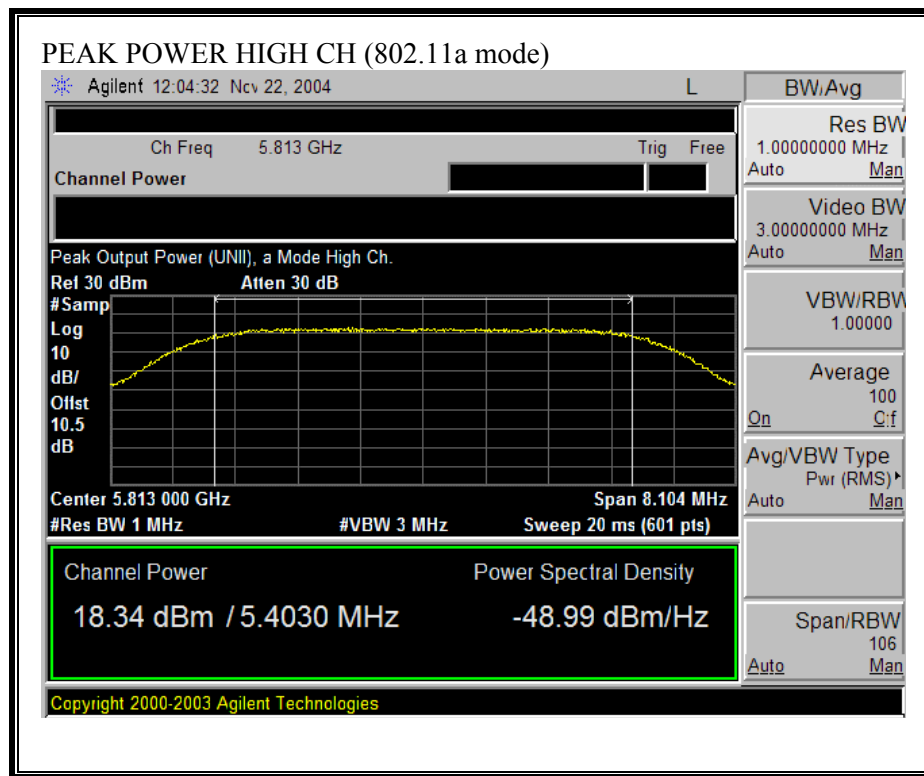 PEAK POWER HIGH CH (802.11a mode)
Agilent 12:04:32 Nov 22, 2004 L
BW/Avg
Ch Freq 5.813 GHz Trig Free
Channel Power
Peak Output Power (UNII), a Mode High Ch.
Ref 30 dBm Atten 30 dB
#Samp
Log
10
dB/
Offst
10.5
dB
Center 5.813 000 GHz Span 8.104 MHz
#Res BW 1 MHz #VBW 3 MHz Sweep 20 ms (601 pts)
Channel Power Power Spectral Density
18.34 dBm / 5.4030 MHz -48.99 dBm/Hz
Copyright 2000-2003 Agilent Technologies
Res BW
1.00000000 MHz
Auto Man
Video BW
3.00000000 MHz
Auto Man
VBW/RBW
1.00000
Average
100
On Off
Avg/VBW Type
Pwr (RMS)
Auto Man
Span/RBW
106
Auto Man